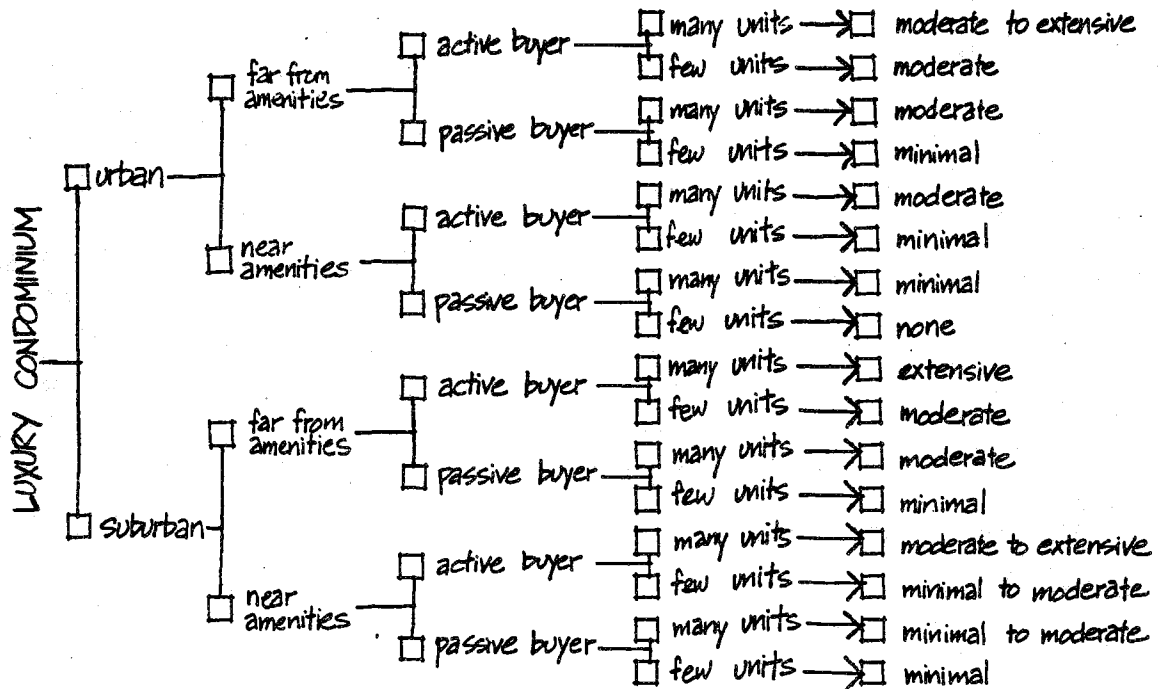 many units moderate to extensive
active buyer
far from
amenities
few units moderate
many units moderate
passive buyer
few units minimal
urban
many units moderate
active buyer
few units minimal
near
amenities
many units minimal
passive buyer
few units none
LUXURY CONDOMINIUM
many units extensive
active buyer
few units moderate
far from
amenities
many units moderate
passive buyer
few units minimal
suburban
many units moderate to extensive
active buyer
few units minimal to moderate
near
amenities
many units minimal to moderate
passive buyer
few units minimal